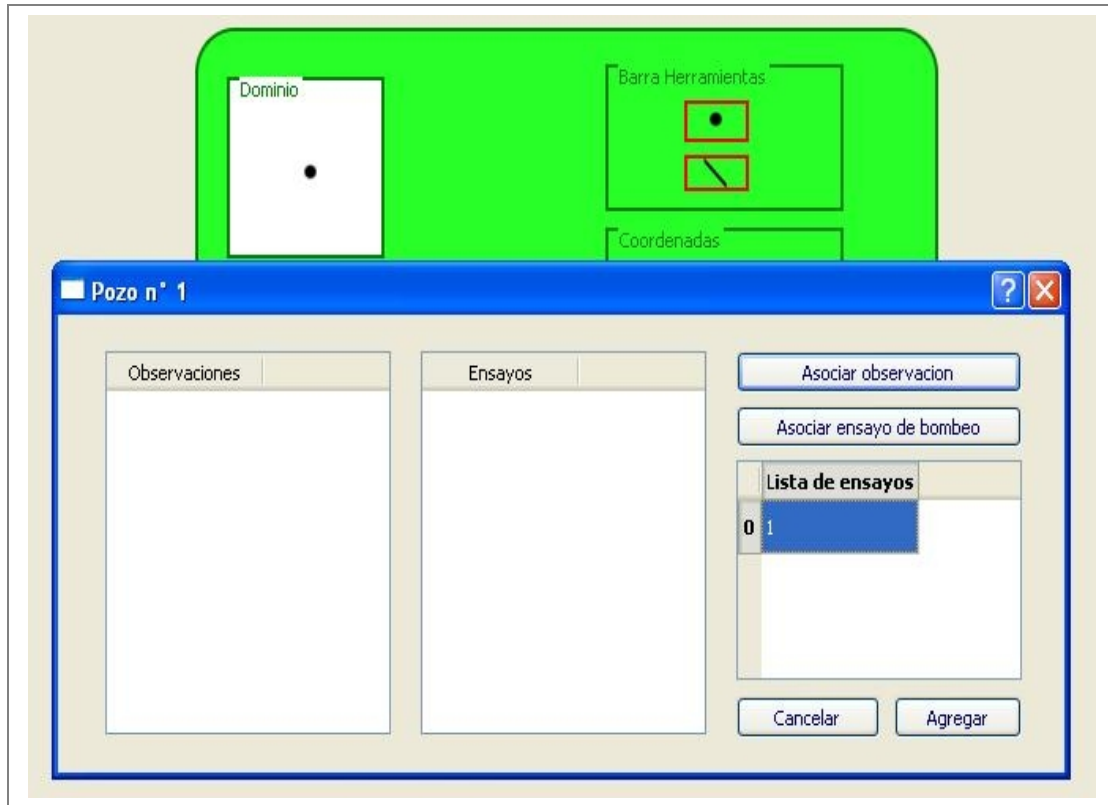 Dominio
Barra Herramientas
Coordenadas
Pozo n° 1
Observaciones
Ensayos
Asociar observacion
Asociar ensayo de bombeo
Lista de ensayos
0 1
Cancelar
Agregar